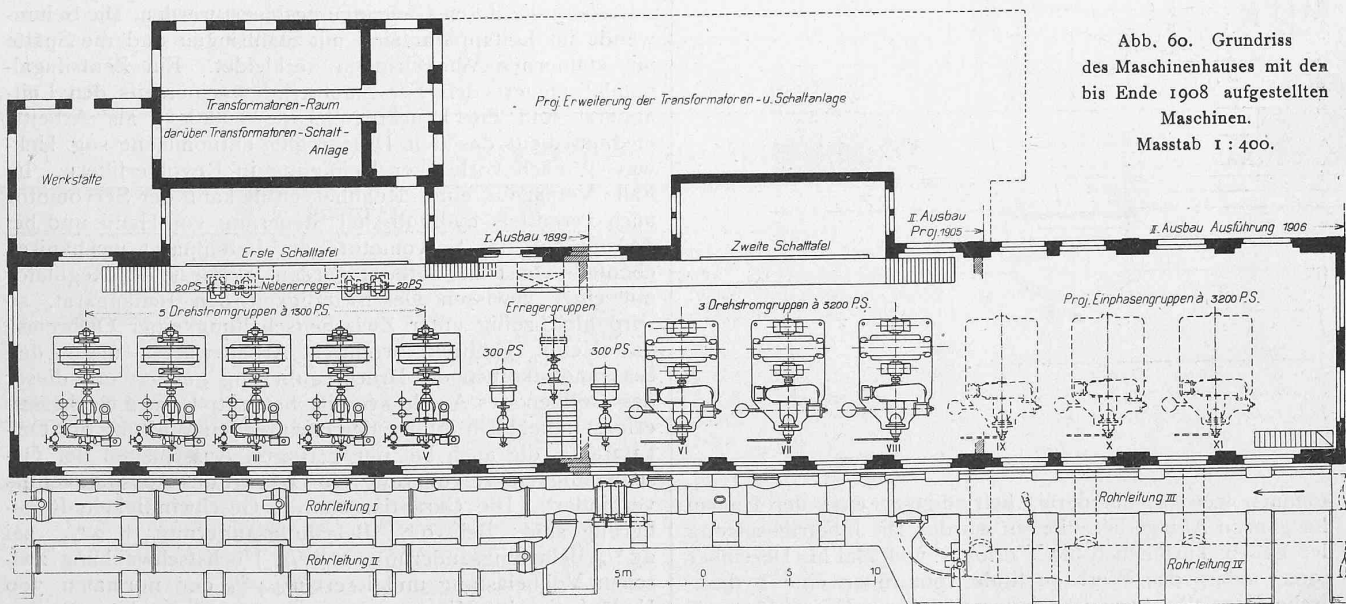 Abb. 60. Grundriss
des Maschinenhauses mit den
bis Ende 1908 aufgestellten
Maschinen.
Masstab 1 : 400.
Transformatoren-Raum
darüber Transformatoren-Schalt-
Anlage
Proj. Erweiterung der Transformatoren- u. Schaltanlage
Werkstätte
I. Ausbau 1899
Zweite Schalttafel
II. Ausbau
Proj. 1905
II. Ausbau Ausführung 1906
Erste Schalttafel
20 PS
Nebenerreger
20 PS
5 Drehstromgruppen à 1300 P.S.
Erregergruppen
3 Drehstromgruppen à 3200 P.S.
Proj. Einphasengruppen à 3200 P.S.
300 PS
300 PS
I
II
III
IV
V
VI
VII
VIII
IX
X
XI
Rohrleitung I
Rohrleitung III
Rohrleitung II
Rohrleitung IV
5 m
0
5
10